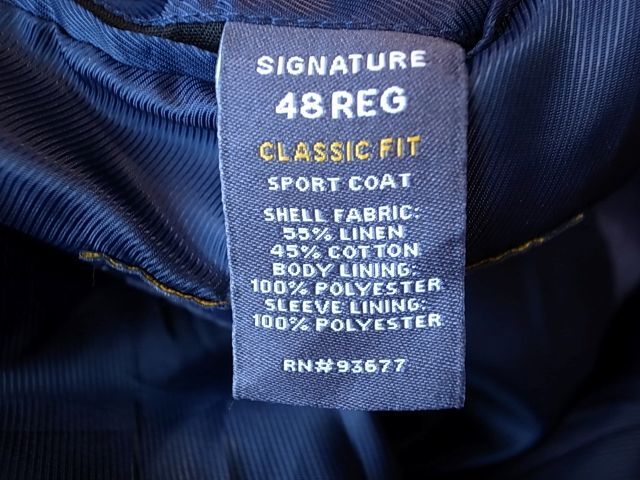 SIGNATURE
48 REG
CLASSIC FIT
SPORT COAT
SHELL FABRIC:
55% LINEN
45% COTTON
BODY LINING:
100% POLYESTER
SLEEVE LINING:
100% POLYESTER
RN#93677